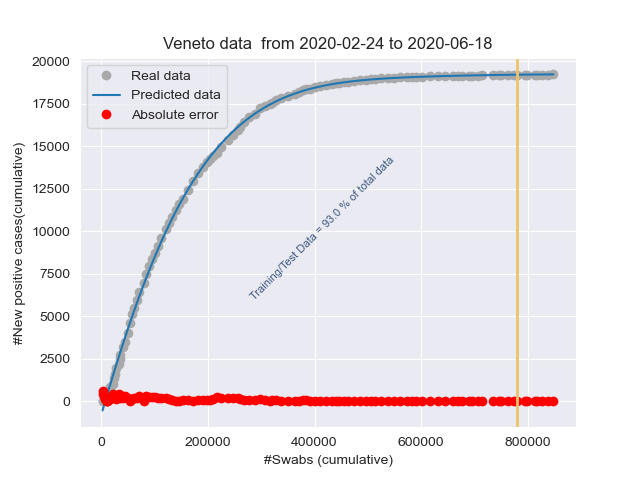 Veneto data  from 2020-02-24 to 2020-06-18
Real data
Predicted data
Absolute error
20000
17500
15000
12500
10000
7500
5000
2500
0
#New positive cases(cumulative)
Training/Test Data = 93.0 % of total data
0
200000
400000
600000
800000
#Swabs (cumulative)